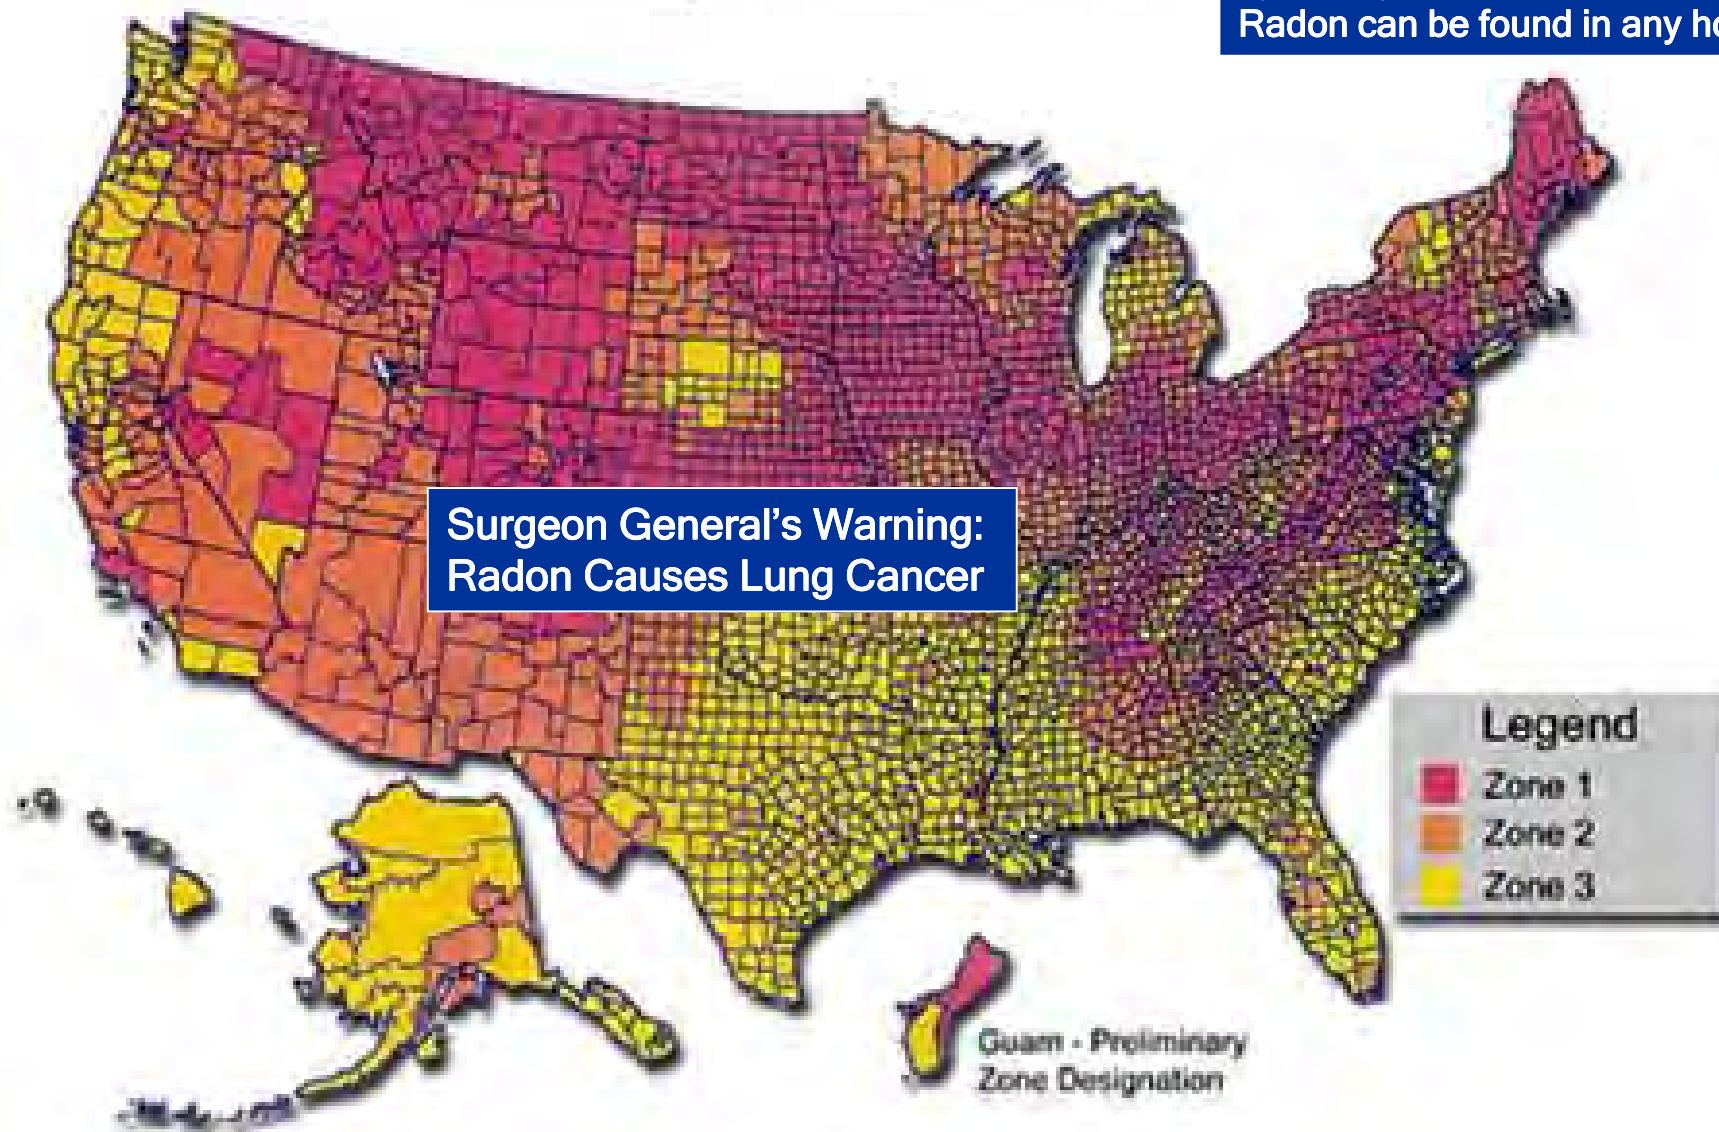 Radon can be found in any
Surgeon General's Warning:
Radon Causes Lung Cancer
Legend
Zone 1
Zone 2
Zone 3
Guam - Preliminary
Zone Designation